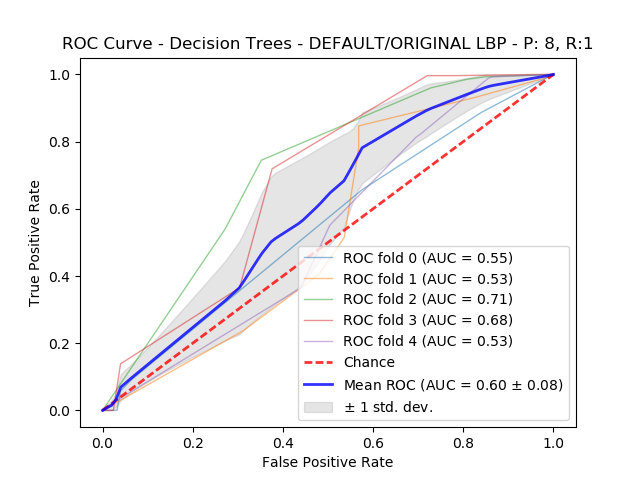 ROC Curve - Decision Trees - DEFAULT/ORIGINAL LBP - P: 8, R:1
True Positive Rate
1.0
0.8
0.6
0.4
0.2
0.0
ROC fold 0 (AUC = 0.55)
ROC fold 1 (AUC = 0.53)
ROC fold 2 (AUC = 0.71)
ROC fold 3 (AUC = 0.68)
ROC fold 4 (AUC = 0.53)
Chance
Mean ROC (AUC = 0.60 ± 0.08)
± 1 std. dev.
0.0 0.2 0.4 0.6 0.8 1.0
False Positive Rate